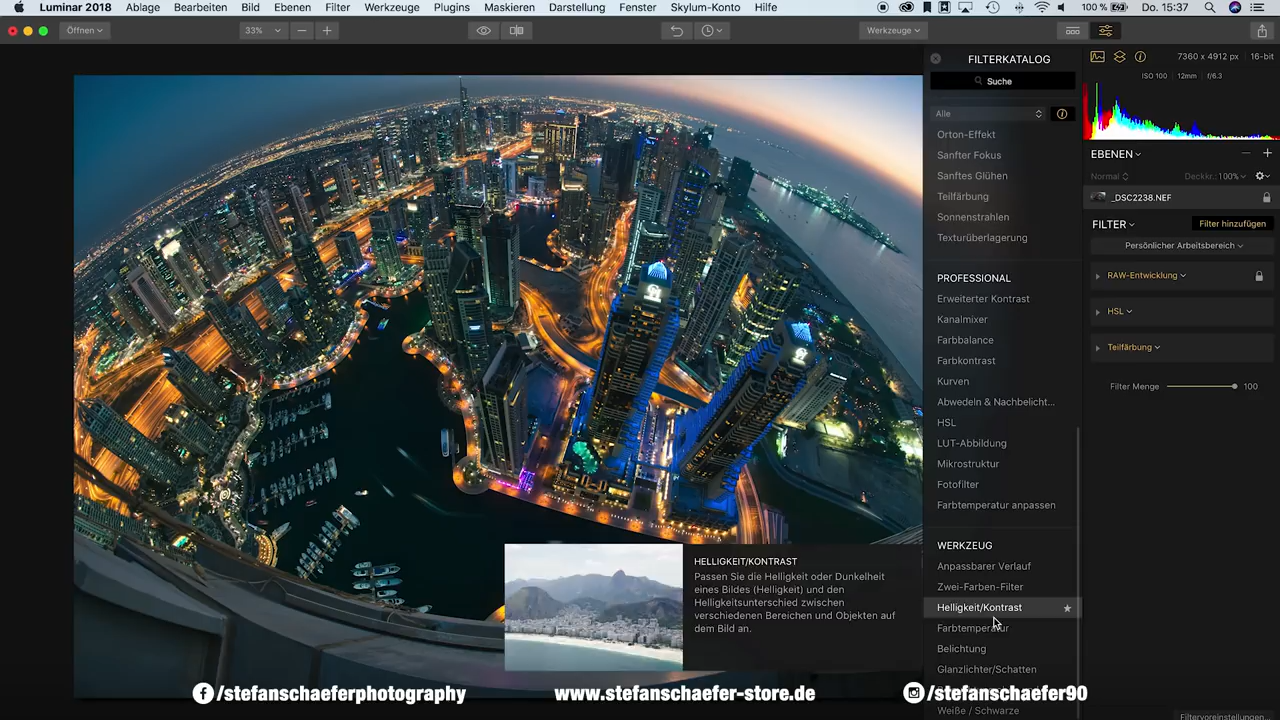 Luminar 2018 Ablage Bearbeiten Bild Ebenen Filter Werkzeuge Plugins Maskieren Darstellung Fenster Skylum-Konto Hilfe 100 % Do. 15:37
Öffnen 33% Werkzeuge
FILTERKATALOG
Suche
Alle
Orton-Effekt
Sanfter Fokus
Sanftes Glühen
Teilfärbung
Sonnenstrahlen
Texturüberlagerung
PROFESSIONAL
Erweiterter Kontrast
Kanalmixer
Farbbalance
Farbkontrast
Kurven
Abwedeln & Nachbelicht...
HSL
LUT-Abbildung
Mikrostruktur
Fotofilter
Farbtemperatur anpassen
WERKZEUG
Anpassbarer Verlauf
Zwei-Farben-Filter
Helligkeit/Kontrast
Farbtemperatur
Belichtung
Glanzlichter/Schatten
Weiße / Schwarze
7360 x 4912 px 16-bit
ISO 100 12mm f/6.3
EBENEN
Normal Deckkr.: 100%
_DSC2238.NEF
FILTER Filter hinzufügen
Persönlicher Arbeitsbereich
RAW-Entwicklung
HSL
Teilfärbung
Filter Menge 100
Filtervoreinstellungen...
HELLIGKEIT/KONTRAST
Passen Sie die Helligkeit oder Dunkelheit
eines Bildes (Helligkeit) und den
Helligkeitsunterschied zwischen
verschiedenen Bereichen und Objekten auf
dem Bild an.
/stefanschaeferphotography www.stefanschaefer-store.de /stefanschaefer90